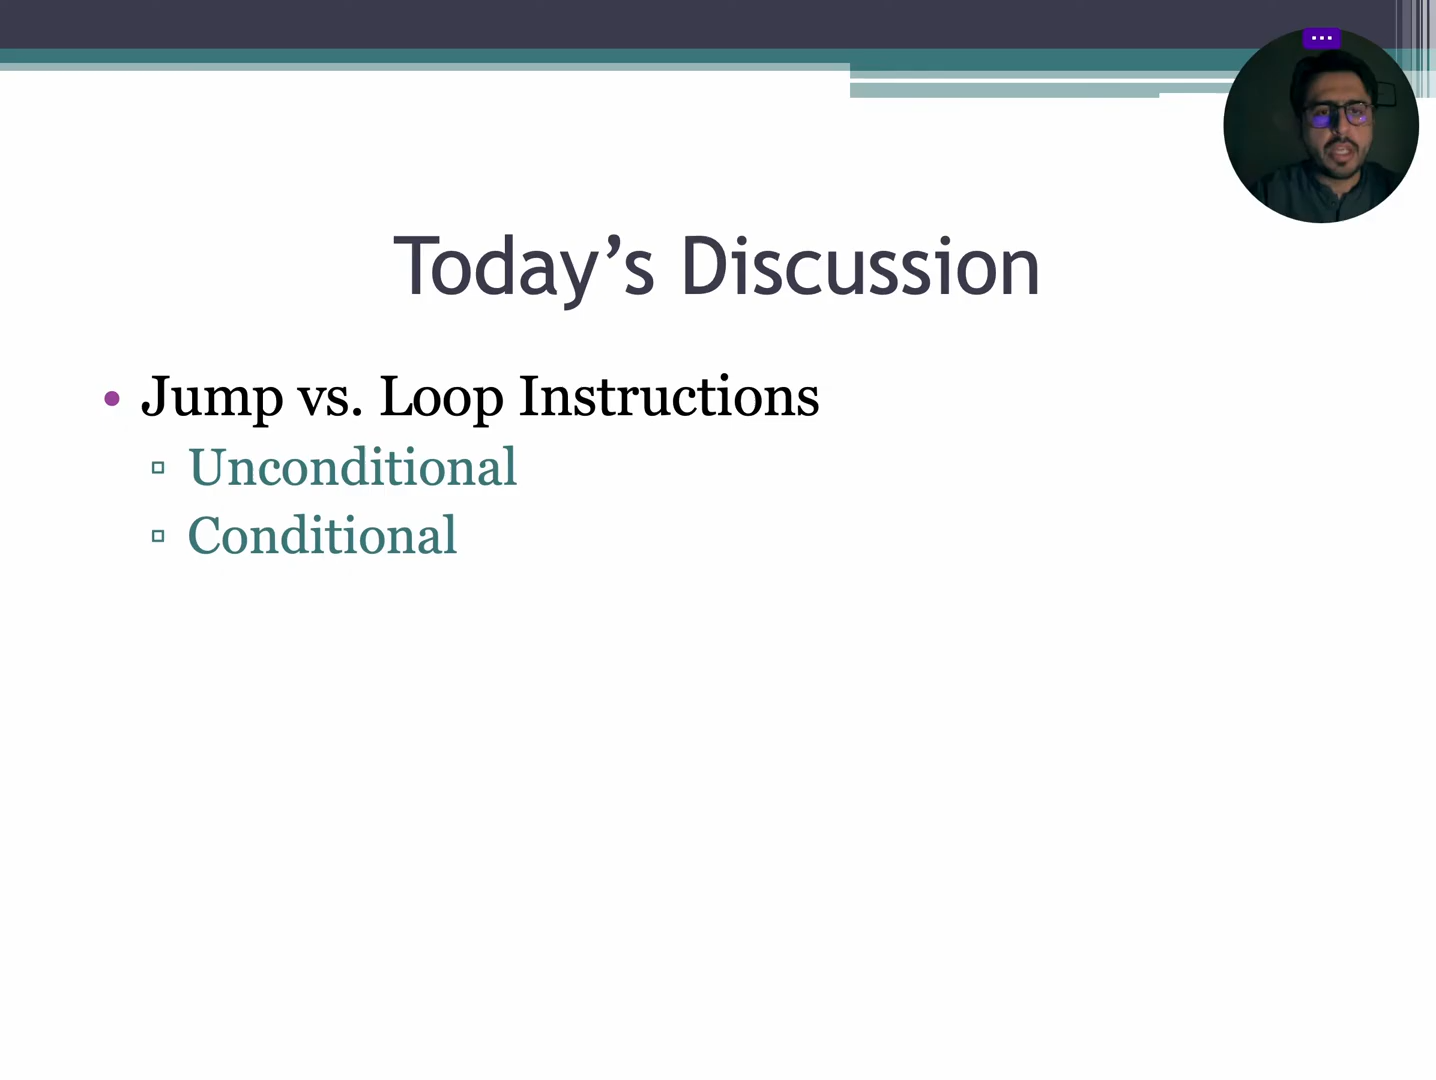 Today’s Discussion
• Jump vs. Loop Instructions
▫ Unconditional
▫ Conditional